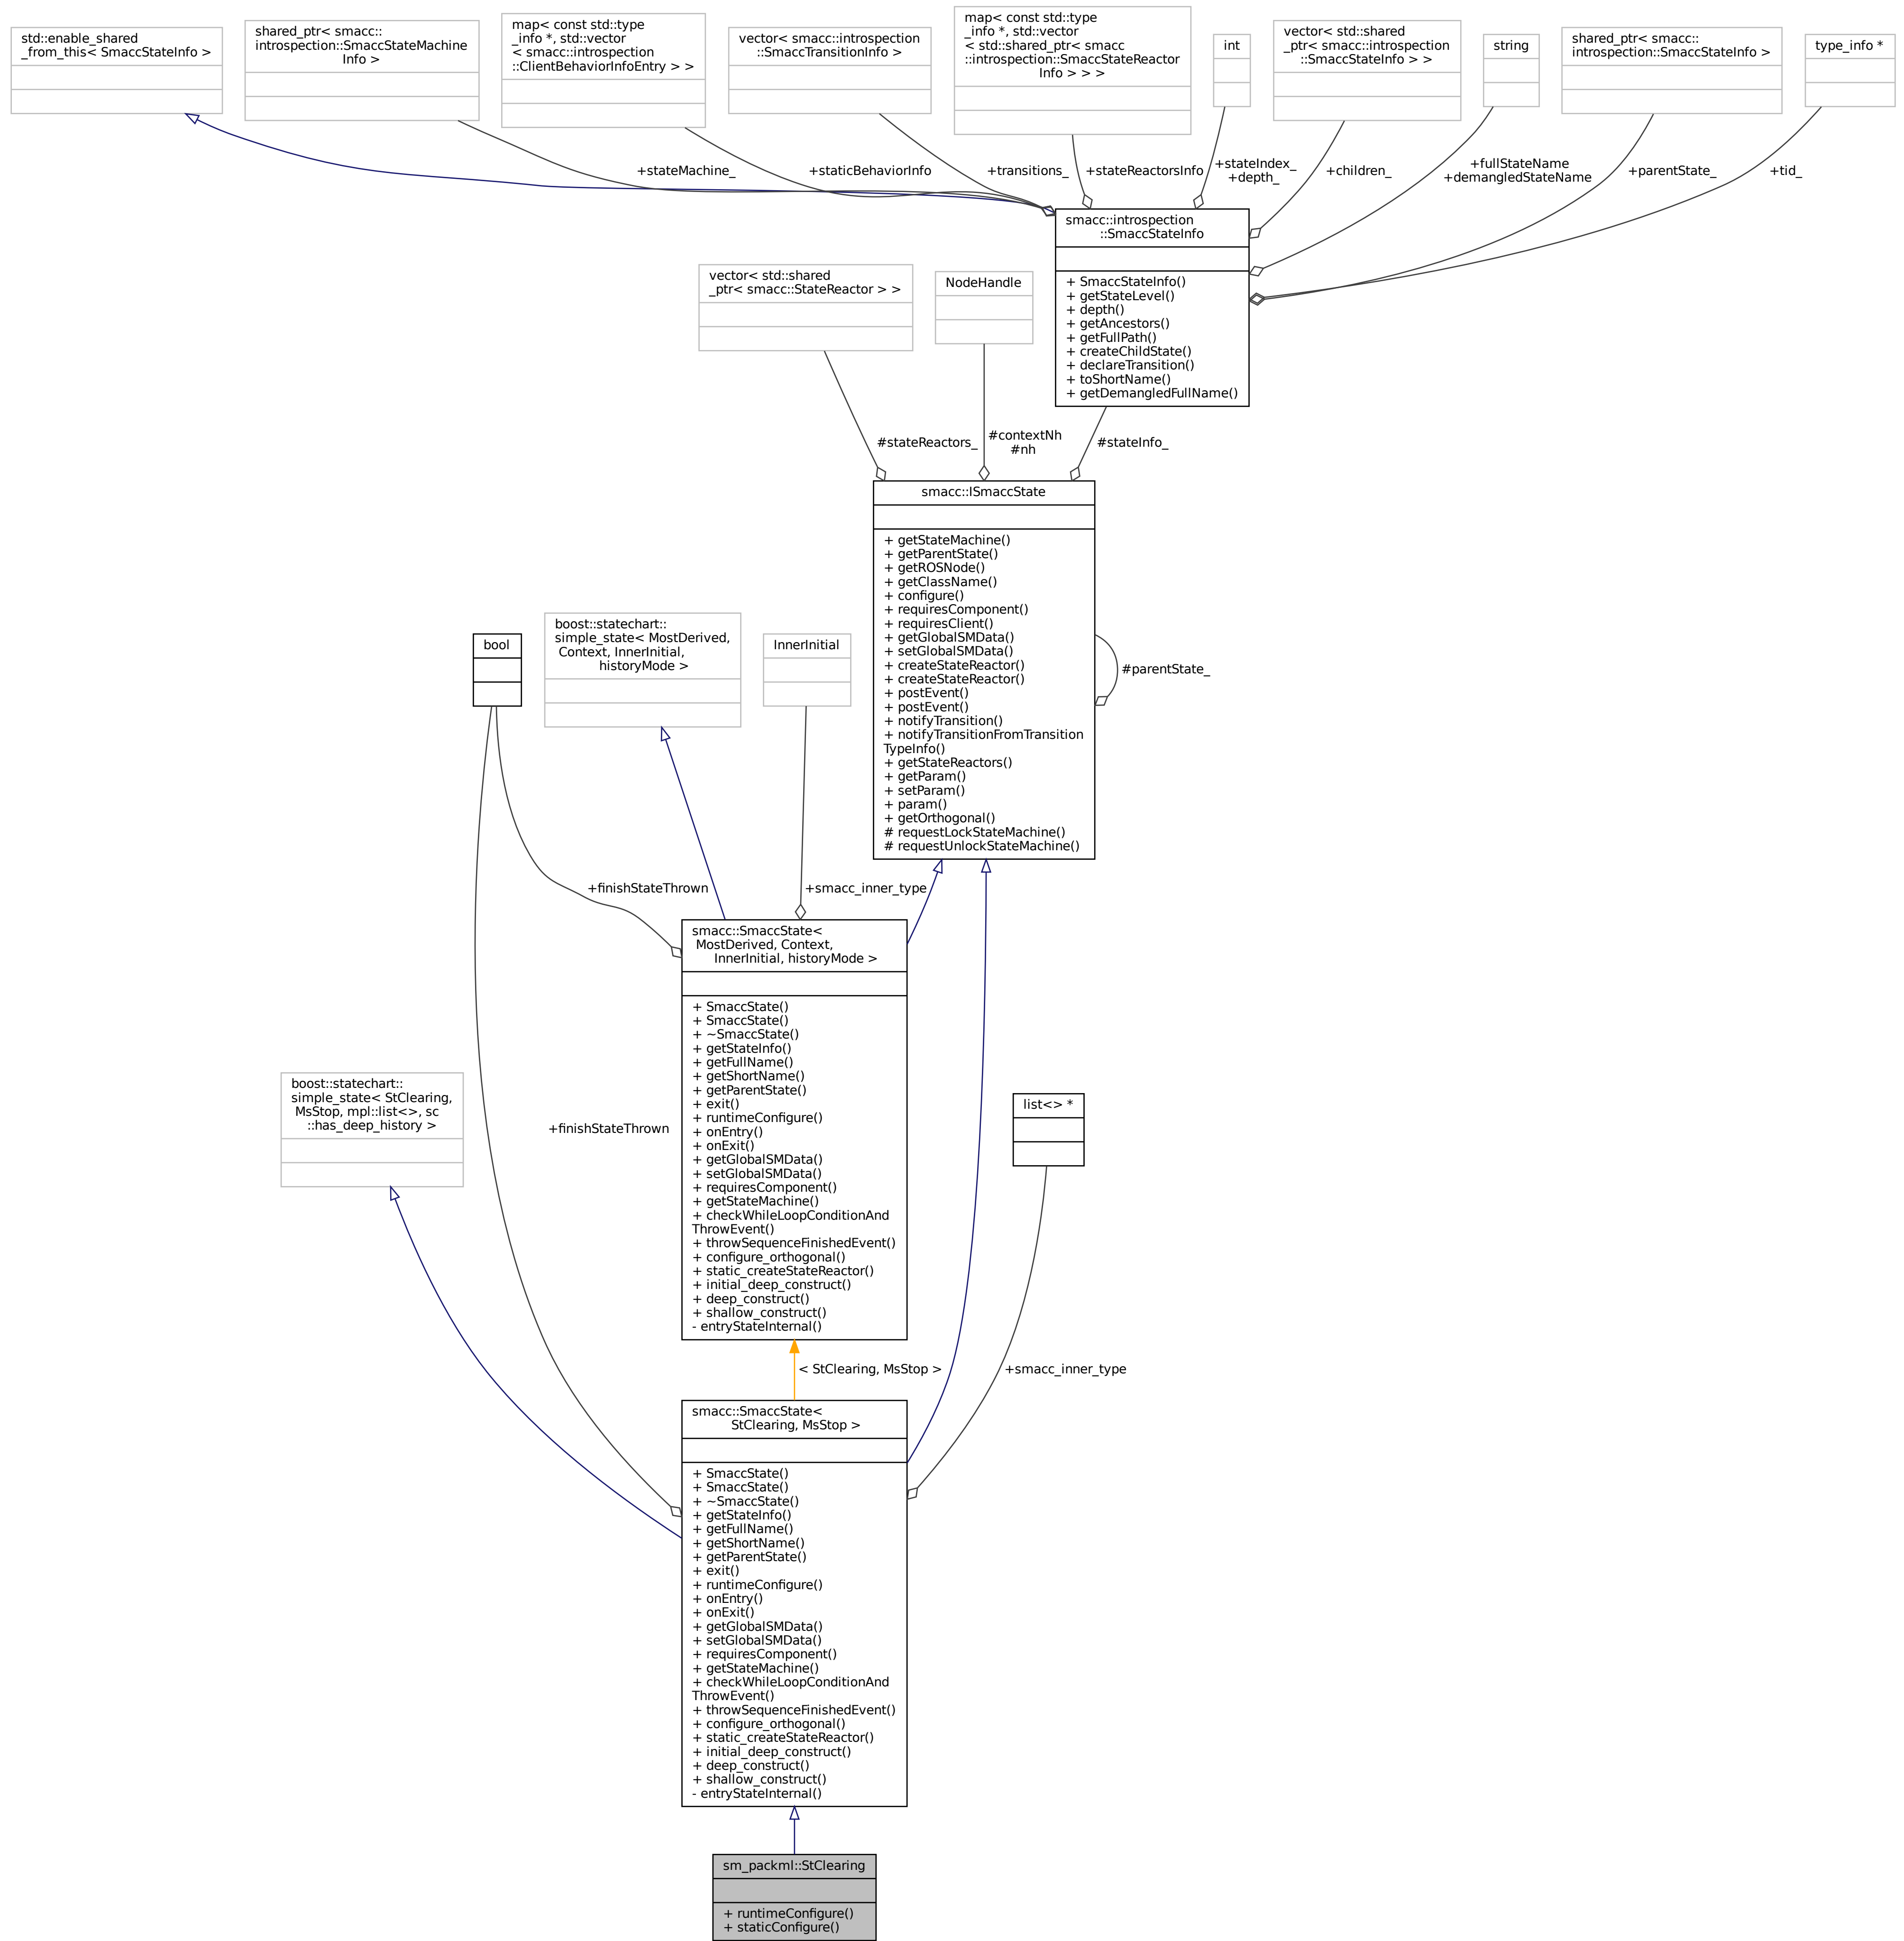 std::enable_shared
_from_this< SmaccStateInfo >
shared_ptr< smacc::
introspection::SmaccStateMachine
Info >
map< const std::type
_info *, std::vector
< smacc::introspection
::ClientBehaviorInfoEntry > >
vector< smacc::introspection
::SmaccTransitionInfo >
map< const std::type
_info *, std::vector
< std::shared_ptr< smacc
::introspection::SmaccStateReactor
Info > > >
int
vector< std::shared
_ptr< smacc::introspection
::SmaccStateInfo > >
string
shared_ptr< smacc::
introspection::SmaccStateInfo >
type_info *
+stateMachine_
+staticBehaviorInfo
+transitions_
+stateReactorsInfo
+stateIndex_
+depth_
+children_
+fullStateName
+demangledStateName
+parentState_
+tid_
smacc::introspection
::SmaccStateInfo
+ SmaccStateInfo()
+ getStateLevel()
+ depth()
+ getAncestors()
+ getFullPath()
+ createChildState()
+ declareTransition()
+ toShortName()
+ getDemangledFullName()
vector< std::shared
_ptr< smacc::StateReactor > >
NodeHandle
#stateReactors_
#contextNh
#nh
#stateInfo_
smacc::ISmaccState
+ getStateMachine()
+ getParentState()
+ getROSNode()
+ getClassName()
+ configure()
+ requiresComponent()
+ requiresClient()
+ getGlobalSMData()
+ setGlobalSMData()
+ createStateReactor()
+ createStateReactor()
+ postEvent()
+ postEvent()
+ notifyTransition()
+ notifyTransitionFromTransition
TypeInfo()
+ getStateReactors()
+ getParam()
+ setParam()
+ param()
+ getOrthogonal()
# requestLockStateMachine()
# requestUnlockStateMachine()
#parentState_
bool
boost::statechart::
simple_state< MostDerived,
Context, InnerInitial,
historyMode >
InnerInitial
+finishStateThrown
+smacc_inner_type
smacc::SmaccState<
MostDerived, Context,
InnerInitial, historyMode >
+ SmaccState()
+ SmaccState()
+ ~SmaccState()
+ getStateInfo()
+ getFullName()
+ getShortName()
+ getParentState()
+ exit()
+ runtimeConfigure()
+ onEntry()
+ onExit()
+ getGlobalSMData()
+ setGlobalSMData()
+ requiresComponent()
+ getStateMachine()
+ checkWhileLoopConditionAnd
ThrowEvent()
+ throwSequenceFinishedEvent()
+ configure_orthogonal()
+ static_createStateReactor()
+ initial_deep_construct()
+ deep_construct()
+ shallow_construct()
- entryStateInternal()
boost::statechart::
simple_state< StClearing,
MsStop, mpl::list<>, sc
::has_deep_history >
+finishStateThrown
list<> *
< StClearing, MsStop >
+smacc_inner_type
smacc::SmaccState<
StClearing, MsStop >
+ SmaccState()
+ SmaccState()
+ ~SmaccState()
+ getStateInfo()
+ getFullName()
+ getShortName()
+ getParentState()
+ exit()
+ runtimeConfigure()
+ onEntry()
+ onExit()
+ getGlobalSMData()
+ setGlobalSMData()
+ requiresComponent()
+ getStateMachine()
+ checkWhileLoopConditionAnd
ThrowEvent()
+ throwSequenceFinishedEvent()
+ configure_orthogonal()
+ static_createStateReactor()
+ initial_deep_construct()
+ deep_construct()
+ shallow_construct()
- entryStateInternal()
sm_packml::StClearing
+ runtimeConfigure()
+ staticConfigure()